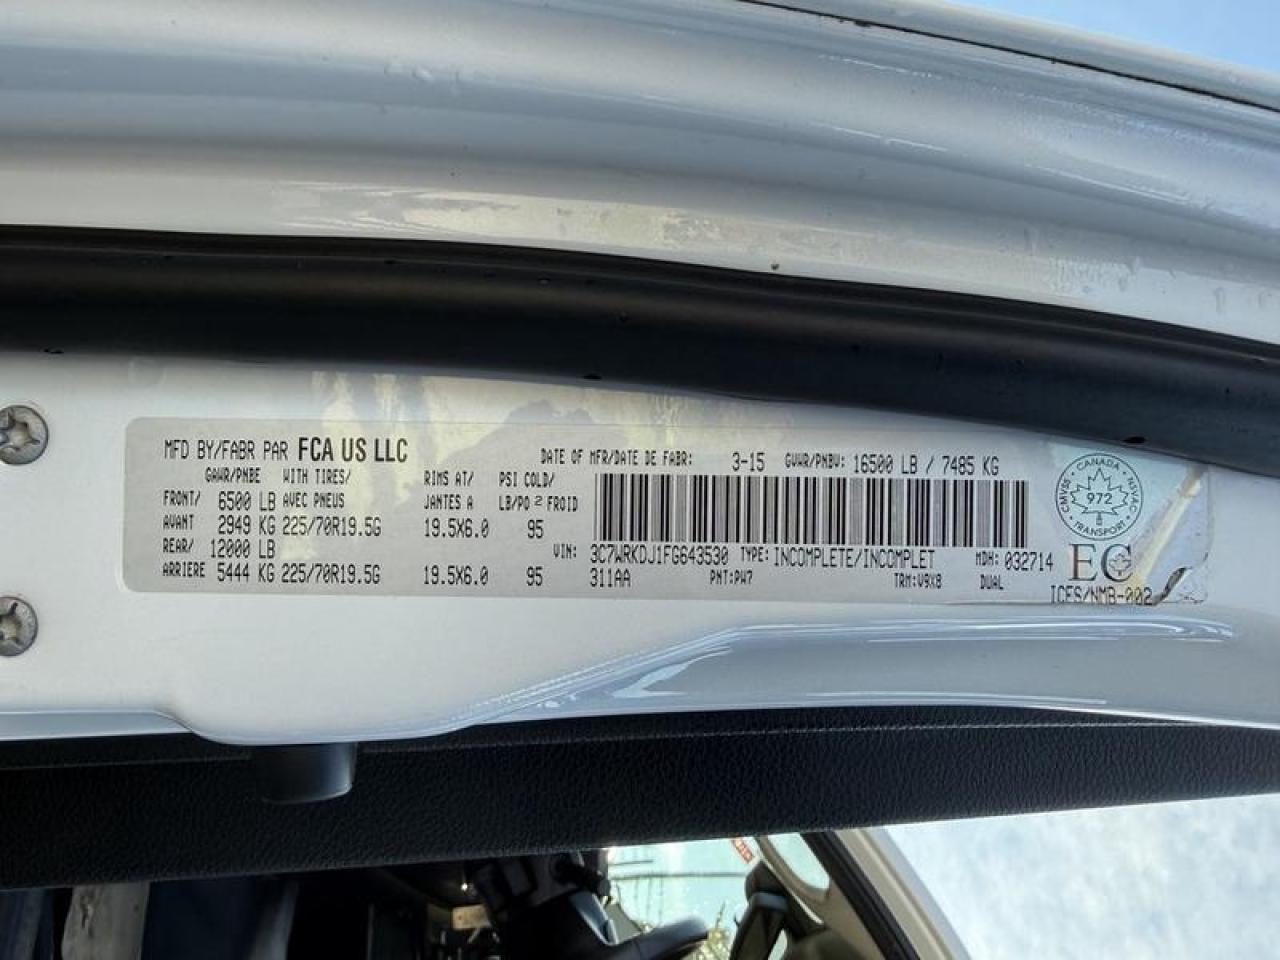 MFD BY/FABR PAR FCA US LLC DATE OF MFR/DATE DE FABR: 3-15 GVWR/PNBV: 16500 LB / 7485 KG
GAWR/PNBE WITH TIRES/ RIMS AT/ PSI COLD/
FRONT/ 6500 LB AVEC PNEUS JANTES A LB/PO 2 FROID
AVANT 2949 KG 225/70R19.5G 19.5X6.0 95
REAR/ 12000 LB VIN: 3C7WRKDJ1FG643530 TYPE: INCOMPLETE/INCOMPLET MDH: 032714
ARRIERE 5444 KG 225/70R19.5G 19.5X6.0 95 311AA PNT: PW7 TRM: V9X8 DUAL
CANADA
CMVSS NSVAC
972
TRANSPORT
EC
ICES/NMB-002